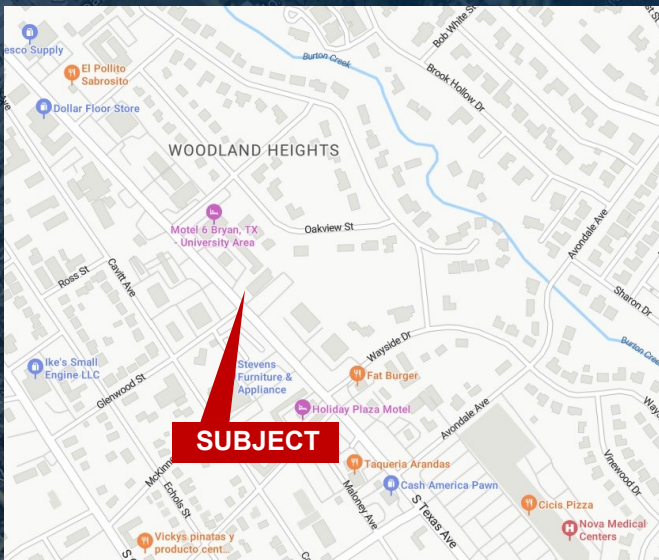 Bob White St
esco Supply
El Pollito
Sabrosito
Burton Creek
Brook Hollow Dr
Dollar Floor Store
WOODLAND HEIGHTS
Motel 6 Bryan, TX
University Area
Oakview St
Avondale Ave
Ross St
Cavitt Ave
Sharon Dr
Burton Creek
Wayside Dr
Ike's Small
Engine LLC
Stevens
Furniture &
Appliance
Fat Burger
Glenwood St
Holiday Plaza Motel
Avondale Ave
SUBJECT
Taqueria Arandas
Vinewood Dr
Echols St
Cash America Pawn
Maloney Ave
S Texas Ave
Cicis Pizza
Nova Medical
Centers
Vickys pinatas y
producto cent...